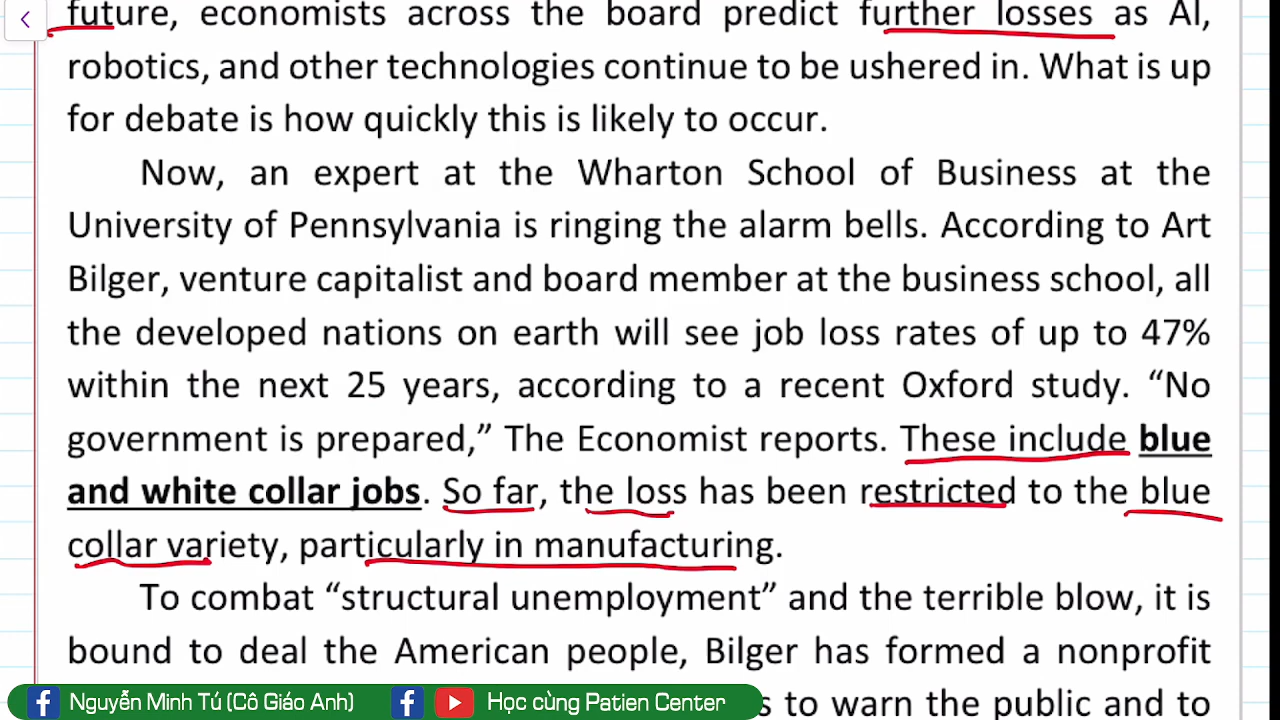 future, economists across the board predict further losses as AI,
robotics, and other technologies continue to be ushered in. What is up
for debate is how quickly this is likely to occur.
Now, an expert at the Wharton School of Business at the
University of Pennsylvania is ringing the alarm bells. According to Art
Bilger, venture capitalist and board member at the business school, all
the developed nations on earth will see job loss rates of up to 47%
within the next 25 years, according to a recent Oxford study. “No
government is prepared,” The Economist reports. These include blue
and white collar jobs. So far, the loss has been restricted to the blue
collar variety, particularly in manufacturing.
To combat “structural unemployment” and the terrible blow, it is
bound to deal the American people, Bilger has formed a nonprofit
s to warn the public and to
Nguyễn Minh Tú (Cô Giáo Anh) Học cùng Patien Center